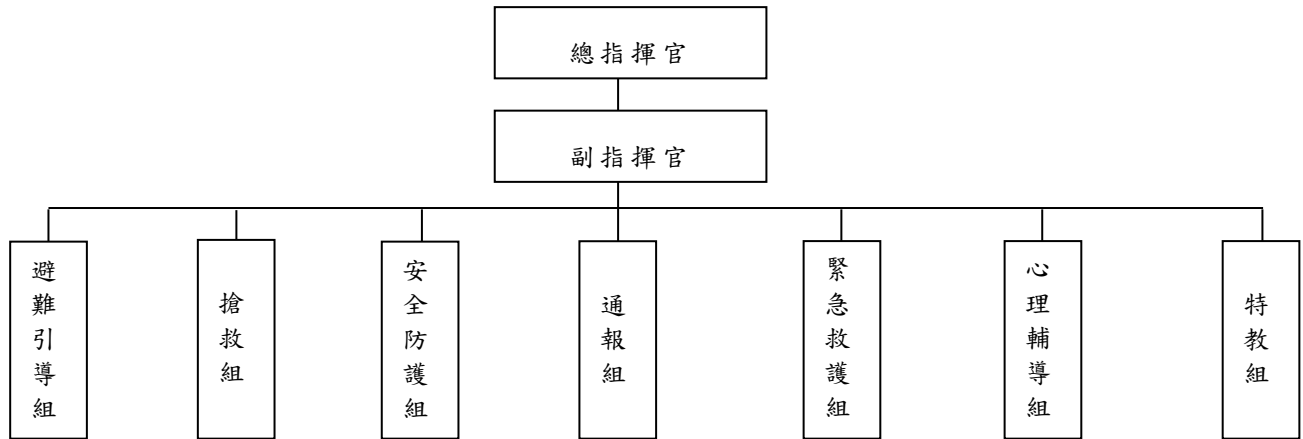 總指揮官
副指揮官
避難引導組
搶救組
安全防護組
通報組
緊急救護組
心理輔導組
特教組